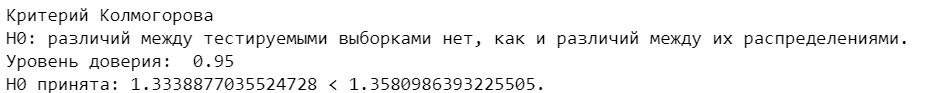 Критерий Колмогорова
H0: различий между тестируемыми выборками нет, как и различий между их распределениями.
Уровень доверия:  0.95
H0 принята: 1.3338877035524728 < 1.3580986393225505.